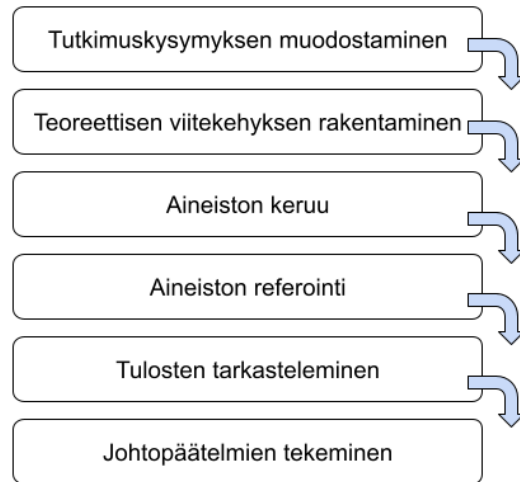 Tutkimuskysymyksen muodostaminen
Teoreettisen viitekehyksen rakentaminen
Aineiston keruu
Aineiston referointi
Tulosten tarkasteleminen
Johtopäätelmien tekeminen